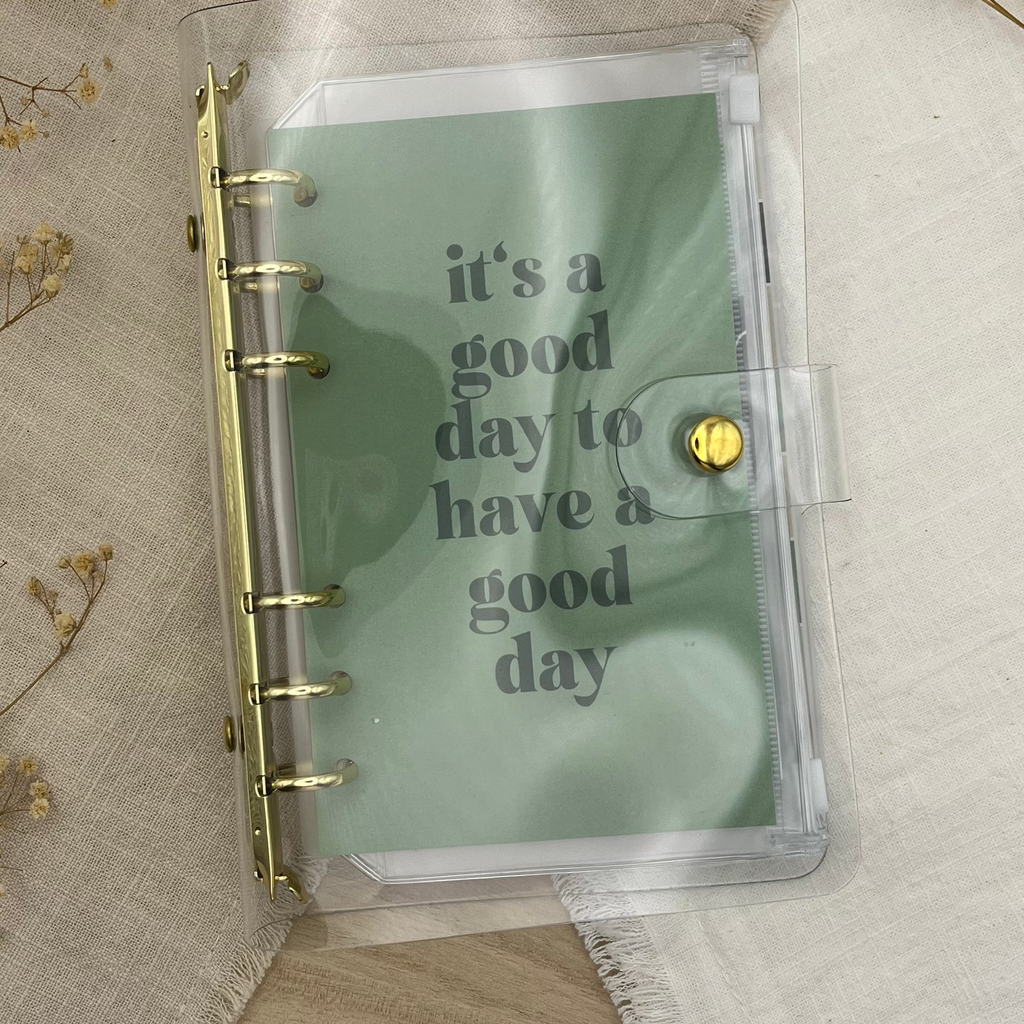 it‘s a
good
day to
have a
good
day